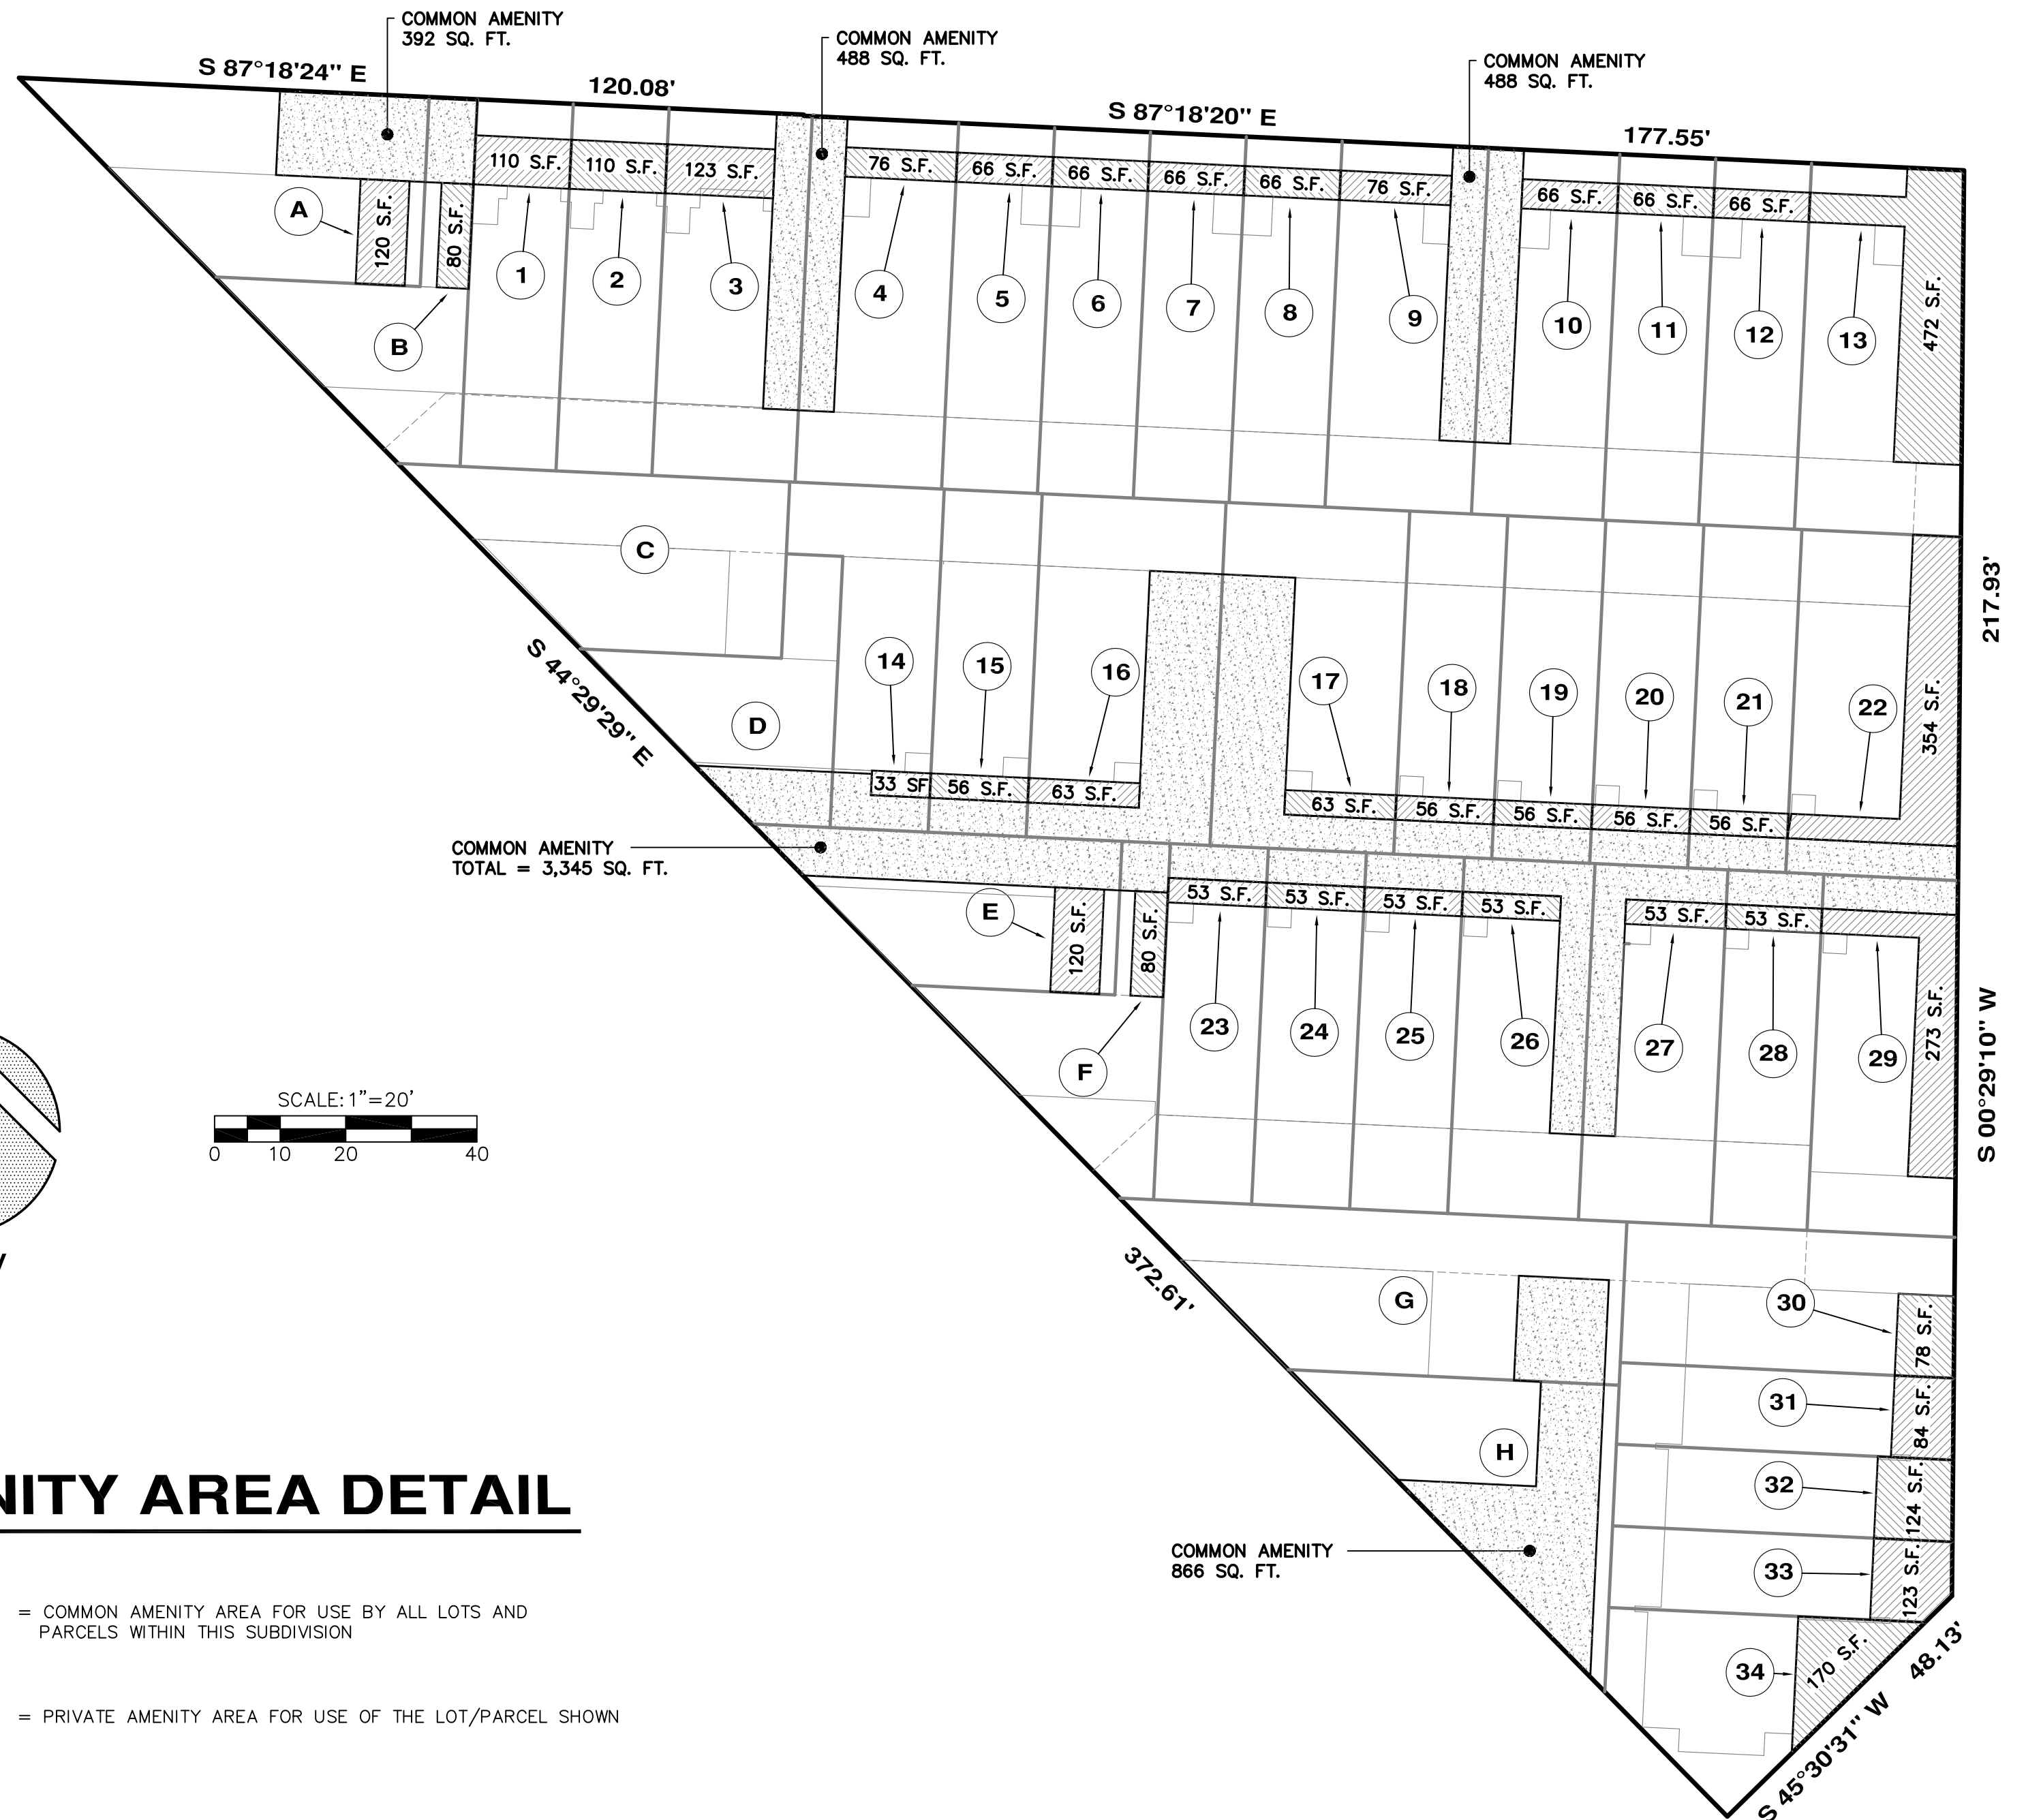 COMMON AMENITY
392 SQ. FT.
COMMON AMENITY
488 SQ. FT.
COMMON AMENITY
488 SQ. FT.
S 87°18'24" E
120.08'
S 87°18'20" E
177.55'
110 S.F.
110 S.F.
123 S.F.
76 S.F.
66 S.F.
66 S.F.
66 S.F.
66 S.F.
76 S.F.
66 S.F.
66 S.F.
66 S.F.
472 S.F.
A
120 S.F.
80 S.F.
B
1
2
3
4
5
6
7
8
9
10
11
12
13
C
D
S 44°29'29" E
217.93'
14
15
16
17
18
19
20
21
22
354 S.F.
33 SF
56 S.F.
63 S.F.
63 S.F.
56 S.F.
56 S.F.
56 S.F.
56 S.F.
COMMON AMENITY
TOTAL = 3,345 SQ. FT.
E
120 S.F.
80 S.F.
F
53 S.F.
53 S.F.
53 S.F.
53 S.F.
53 S.F.
53 S.F.
273 S.F.
23
24
25
26
27
28
29
S 00°29'10" W
SCALE: 1"=20'
0 10 20 40
372.61'
G
H
30
78 S.F.
31
84 S.F.
32
124 S.F.
33
123 S.F.
34
170 S.F.
48.13'
S 45°30'31" W
COMMON AMENITY
866 SQ. FT.
NITY AREA DETAIL
= COMMON AMENITY AREA FOR USE BY ALL LOTS AND
PARCELS WITHIN THIS SUBDIVISION
= PRIVATE AMENITY AREA FOR USE OF THE LOT/PARCEL SHOWN